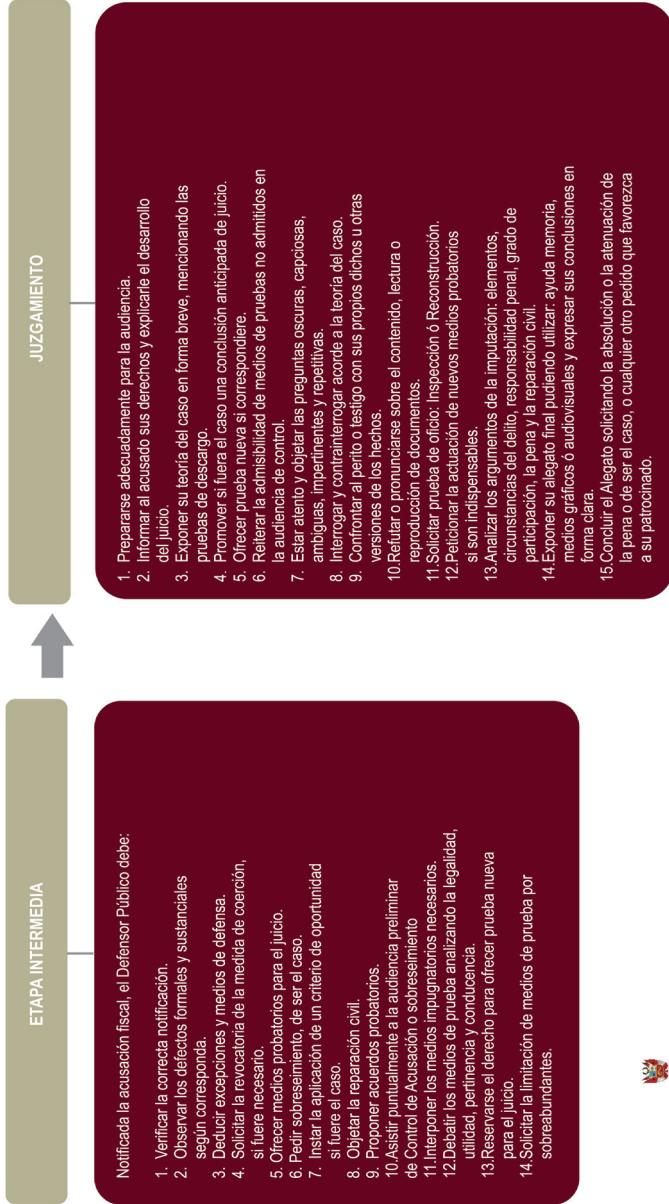 ETAPA INTERMEDIA
Notificada la acusación fiscal, el Defensor Público debe:
1. Verificar la correcta notificación.
2. Observar los defectos formales y sustanciales
según corresponda.
3. Deducir excepciones y medios de defensa.
4. Solicitar la revocatoria de la medida de coerción,
si fuere necesario.
5. Ofrecer medios probatorios para el juicio.
6. Pedir sobreseimiento, de ser el caso.
7. Instar la aplicación de un criterio de oportunidad
si fuere el caso.
8. Objetar la reparación civil.
9. Proponer acuerdos probatorios.
10.Asistir puntualmente a la audiencia preliminar
de Control de Acusación o sobreseimiento
11.Interponer los medios impugnatorios necesarios.
12.Debatir los medios de prueba analizando la legalidad,
utilidad, pertinencia y conducencia.
13.Reservarse el derecho para ofrecer prueba nueva
para el juicio.
14.Solicitar la limitación de medios de prueba por
sobreabundantes.
JUZGAMIENTO
1. Prepararse adecuadamente para la audiencia.
2. Informar al acusado sus derechos y explicarle el desarrollo
del juicio.
3. Exponer su teoría del caso en forma breve, mencionando las
pruebas de descargo.
4. Promover si fuera el caso una conclusión anticipada de juicio.
5. Ofrecer prueba nueva si correspondiere.
6. Reiterar la admisibilidad de medios de pruebas no admitidos en
la audiencia de control.
7. Estar atento y objetar las preguntas oscuras, capciosas,
ambiguas, impertinentes y repetitivas.
8. Interrogar y contrainterrogar acorde a la teoría del caso.
9. Confrontar al perito o testigo con sus propios dichos u otras
versiones de los hechos.
10.Refutar o pronunciarse sobre el contenido, lectura o
reproducción de documentos.
11.Solicitar prueba de oficio: Inspección ó Reconstrucción.
12.Peticionar la actuación de nuevos medios probatorios
si son indispensables.
13.Analizar los argumentos de la imputación: elementos,
circunstancias del delito, responsabilidad penal, grado de
participación, la pena y la reparación civil.
14.Exponer su alegato final pudiendo utilizar: ayuda memoria,
medios gráficos ó audiovisuales y expresar sus conclusiones en
forma clara.
15.Concluir el Alegato solicitando la absolución o la atenuación de
la pena o de ser el caso, o cualquier otro pedido que favorezca
a su patrocinado.